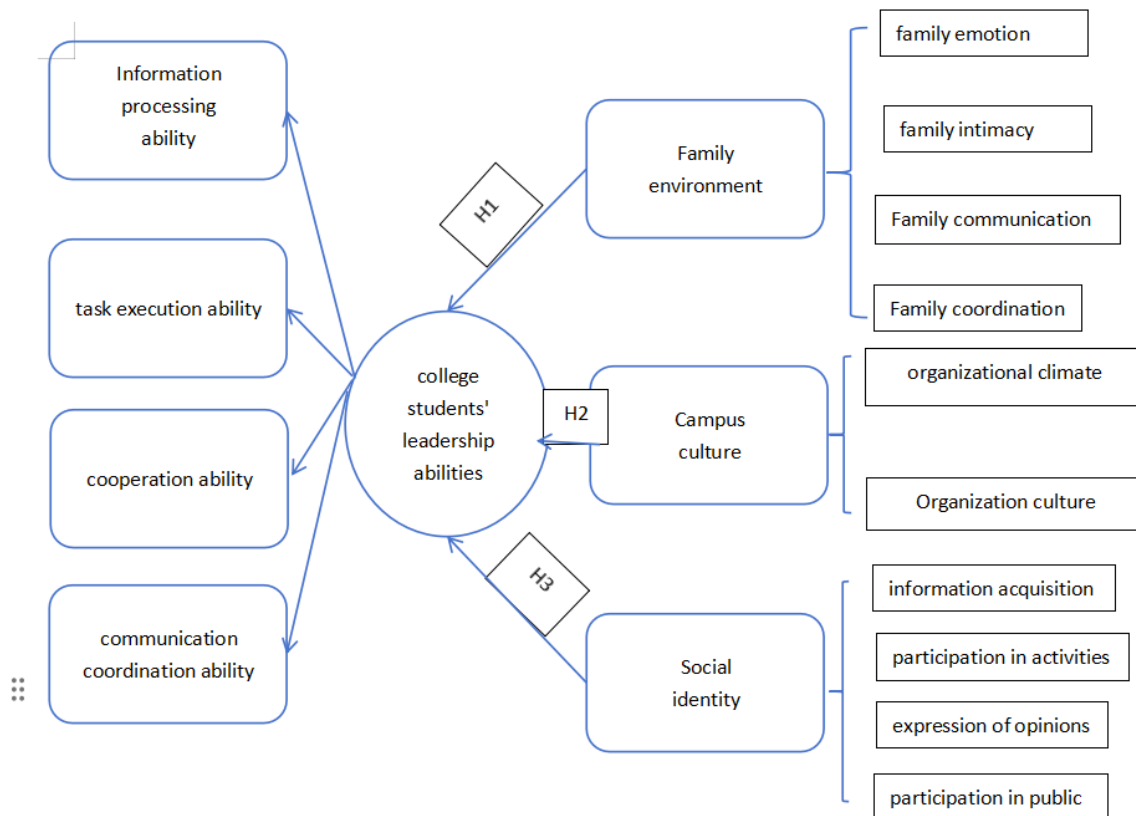 Information
processing
ability
task execution ability
cooperation ability
communication
coordination ability
college
students'
leadership
abilities
H1
H2
H3
Family
environment
Campus
culture
Social
identity
family emotion
family intimacy
Family communication
Family coordination
organizational climate
Organization culture
information acquisition
participation in activities
expression of opinions
participation in public